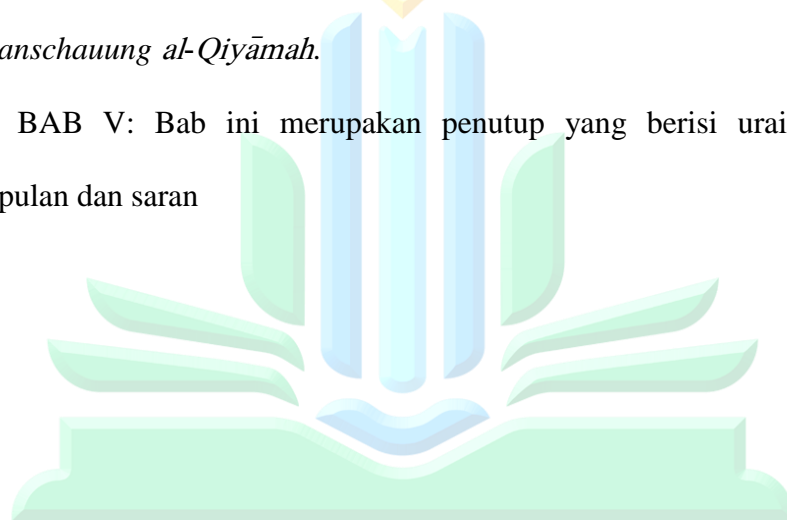 anschauung al-Qiyāmah.
BAB V: Bab ini merupakan penutup yang berisi urai
pulan dan saran